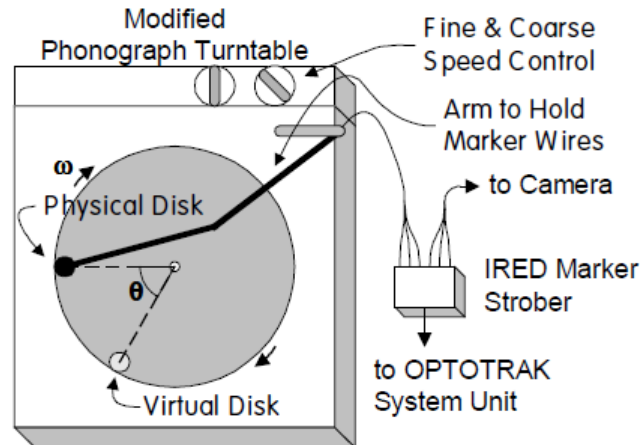 Modified
Phonograph Turntable
Fine & Coarse
Speed Control
Arm to Hold
Marker Wires
ω
Physical Disk
to Camera
θ
IRED Marker
Strober
to OPTOTRAK
System Unit
Virtual Disk